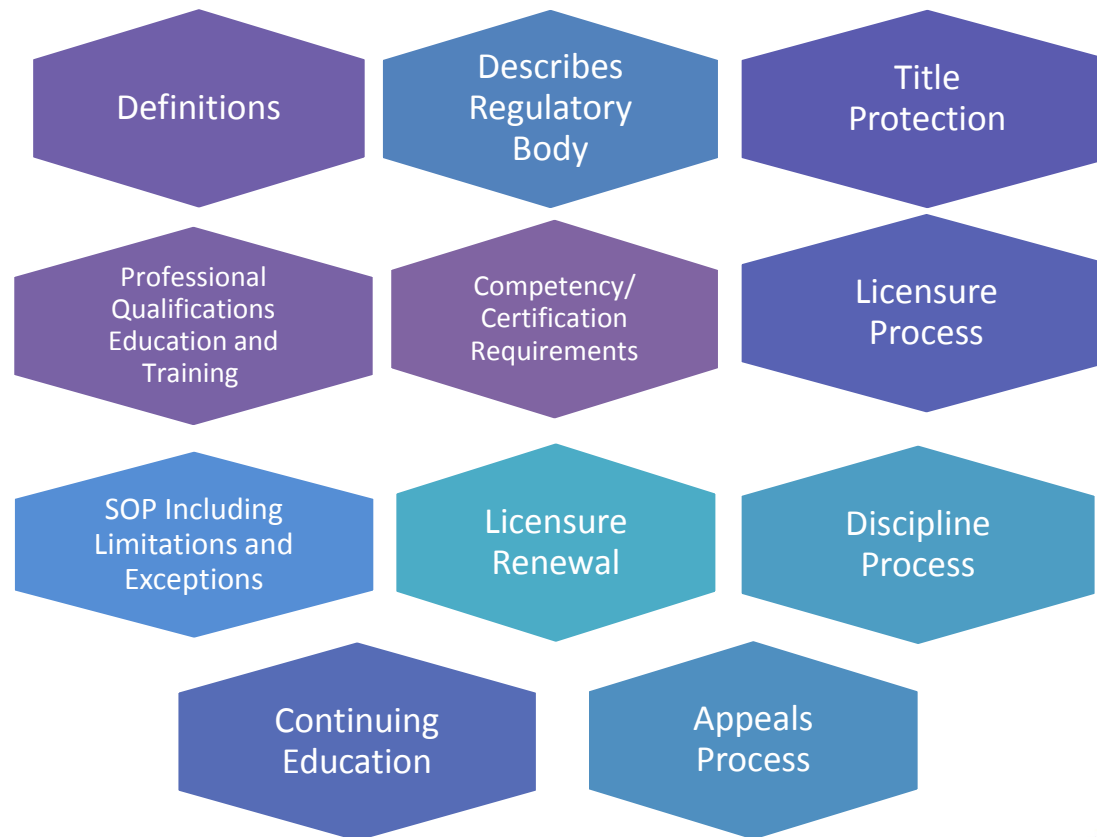 Definitions
Describes
Regulatory
Body
Title
Protection
Professional
Qualifications
Education and
Training
Competency/
Certification
Requirements
Licensure
Process
SOP Including
Limitations and
Exceptions
Licensure
Renewal
Discipline
Process
Continuing
Education
Appeals
Process